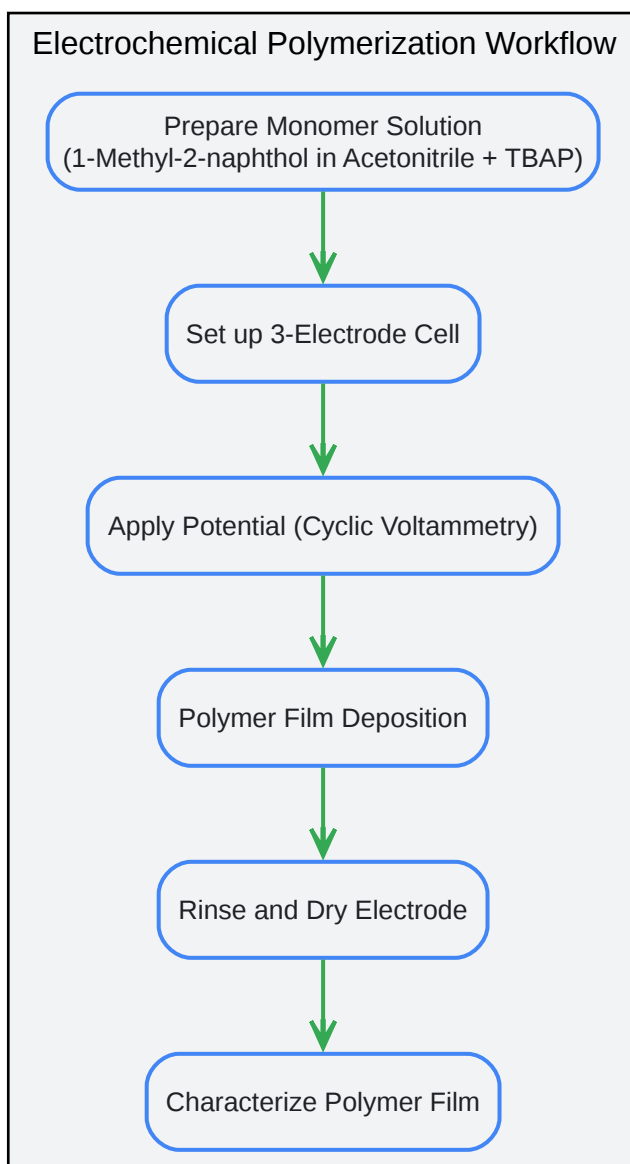 Electrochemical Polymerization Workflow
Prepare Monomer Solution
(1-Methyl-2-naphthol in Acetonitrile + TBAP)
Set up 3-Electrode Cell
Apply Potential (Cyclic Voltammetry)
Polymer Film Deposition
Rinse and Dry Electrode
Characterize Polymer Film